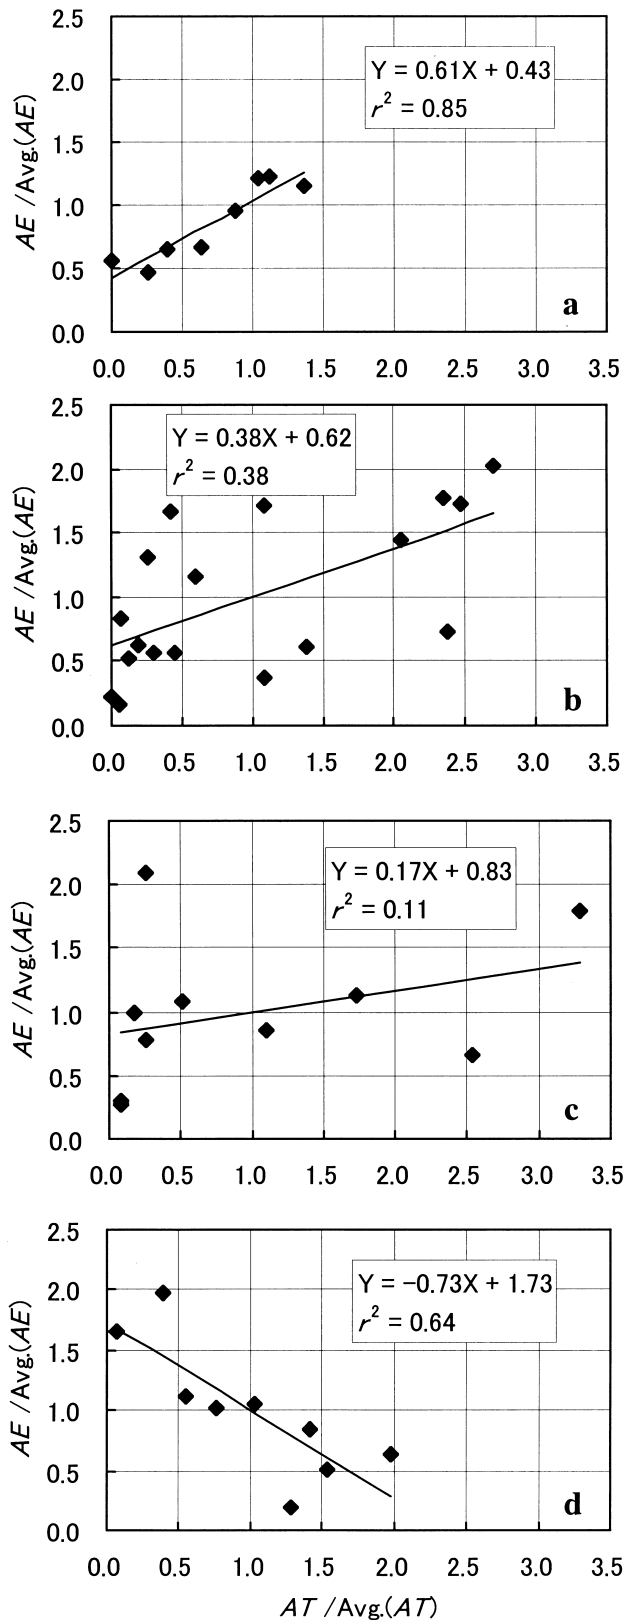 2.5
Y = 0.61X + 0.43
r² = 0.85
2.0
1.5
1.0
0.5
0.0
AE /Avg.(AE)
a
0.0 0.5 1.0 1.5 2.0 2.5 3.0 3.5
2.5
Y = 0.38X + 0.62
r² = 0.38
2.0
1.5
1.0
0.5
0.0
AE /Avg.(AE)
b
0.0 0.5 1.0 1.5 2.0 2.5 3.0 3.5
2.5
Y = 0.17X + 0.83
r² = 0.11
2.0
1.5
1.0
0.5
0.0
AE /Avg.(AE)
c
0.0 0.5 1.0 1.5 2.0 2.5 3.0 3.5
2.5
Y = −0.73X + 1.73
r² = 0.64
2.0
1.5
1.0
0.5
0.0
AE /Avg.(AE)
d
0.0 0.5 1.0 1.5 2.0 2.5 3.0 3.5
AT /Avg.(AT)